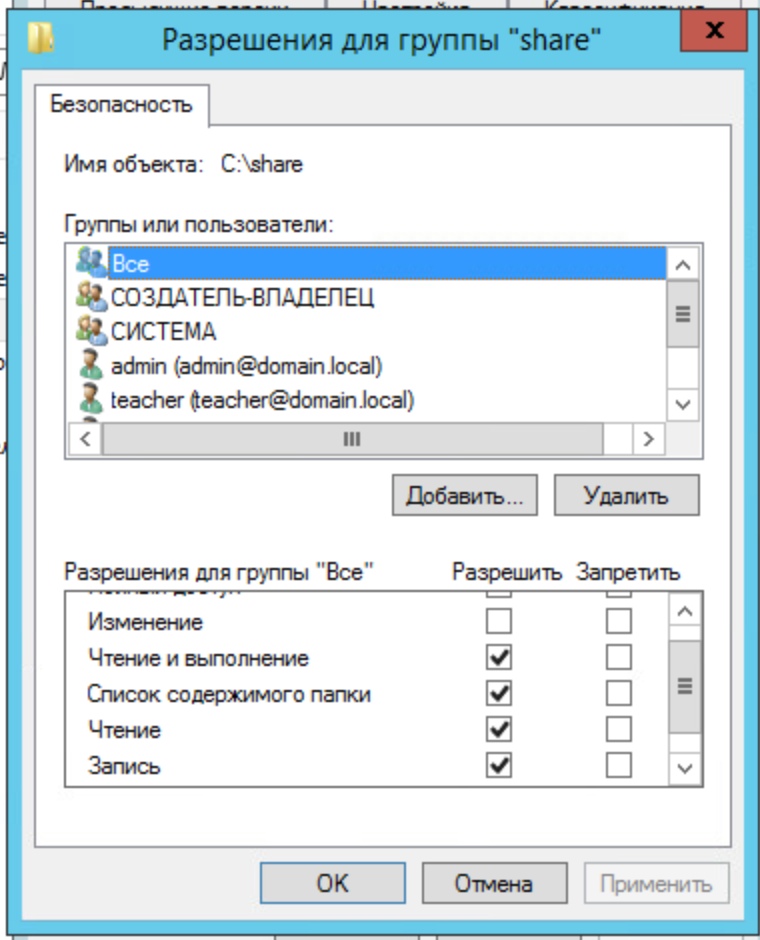 Разрешения для группы "share"
x
Безопасность
Имя объекта: C:\share
Группы или пользователи:
Все
СОЗДАТЕЛЬ-ВЛАДЕЛЕЦ
СИСТЕМА
admin (admin@domain.local)
teacher (teacher@domain.local)
Добавить...
Удалить
Разрешения для группы "Все" Разрешить Запретить
Изменение
Чтение и выполнение
Список содержимого папки
Чтение
Запись
OK
Отмена
Применить